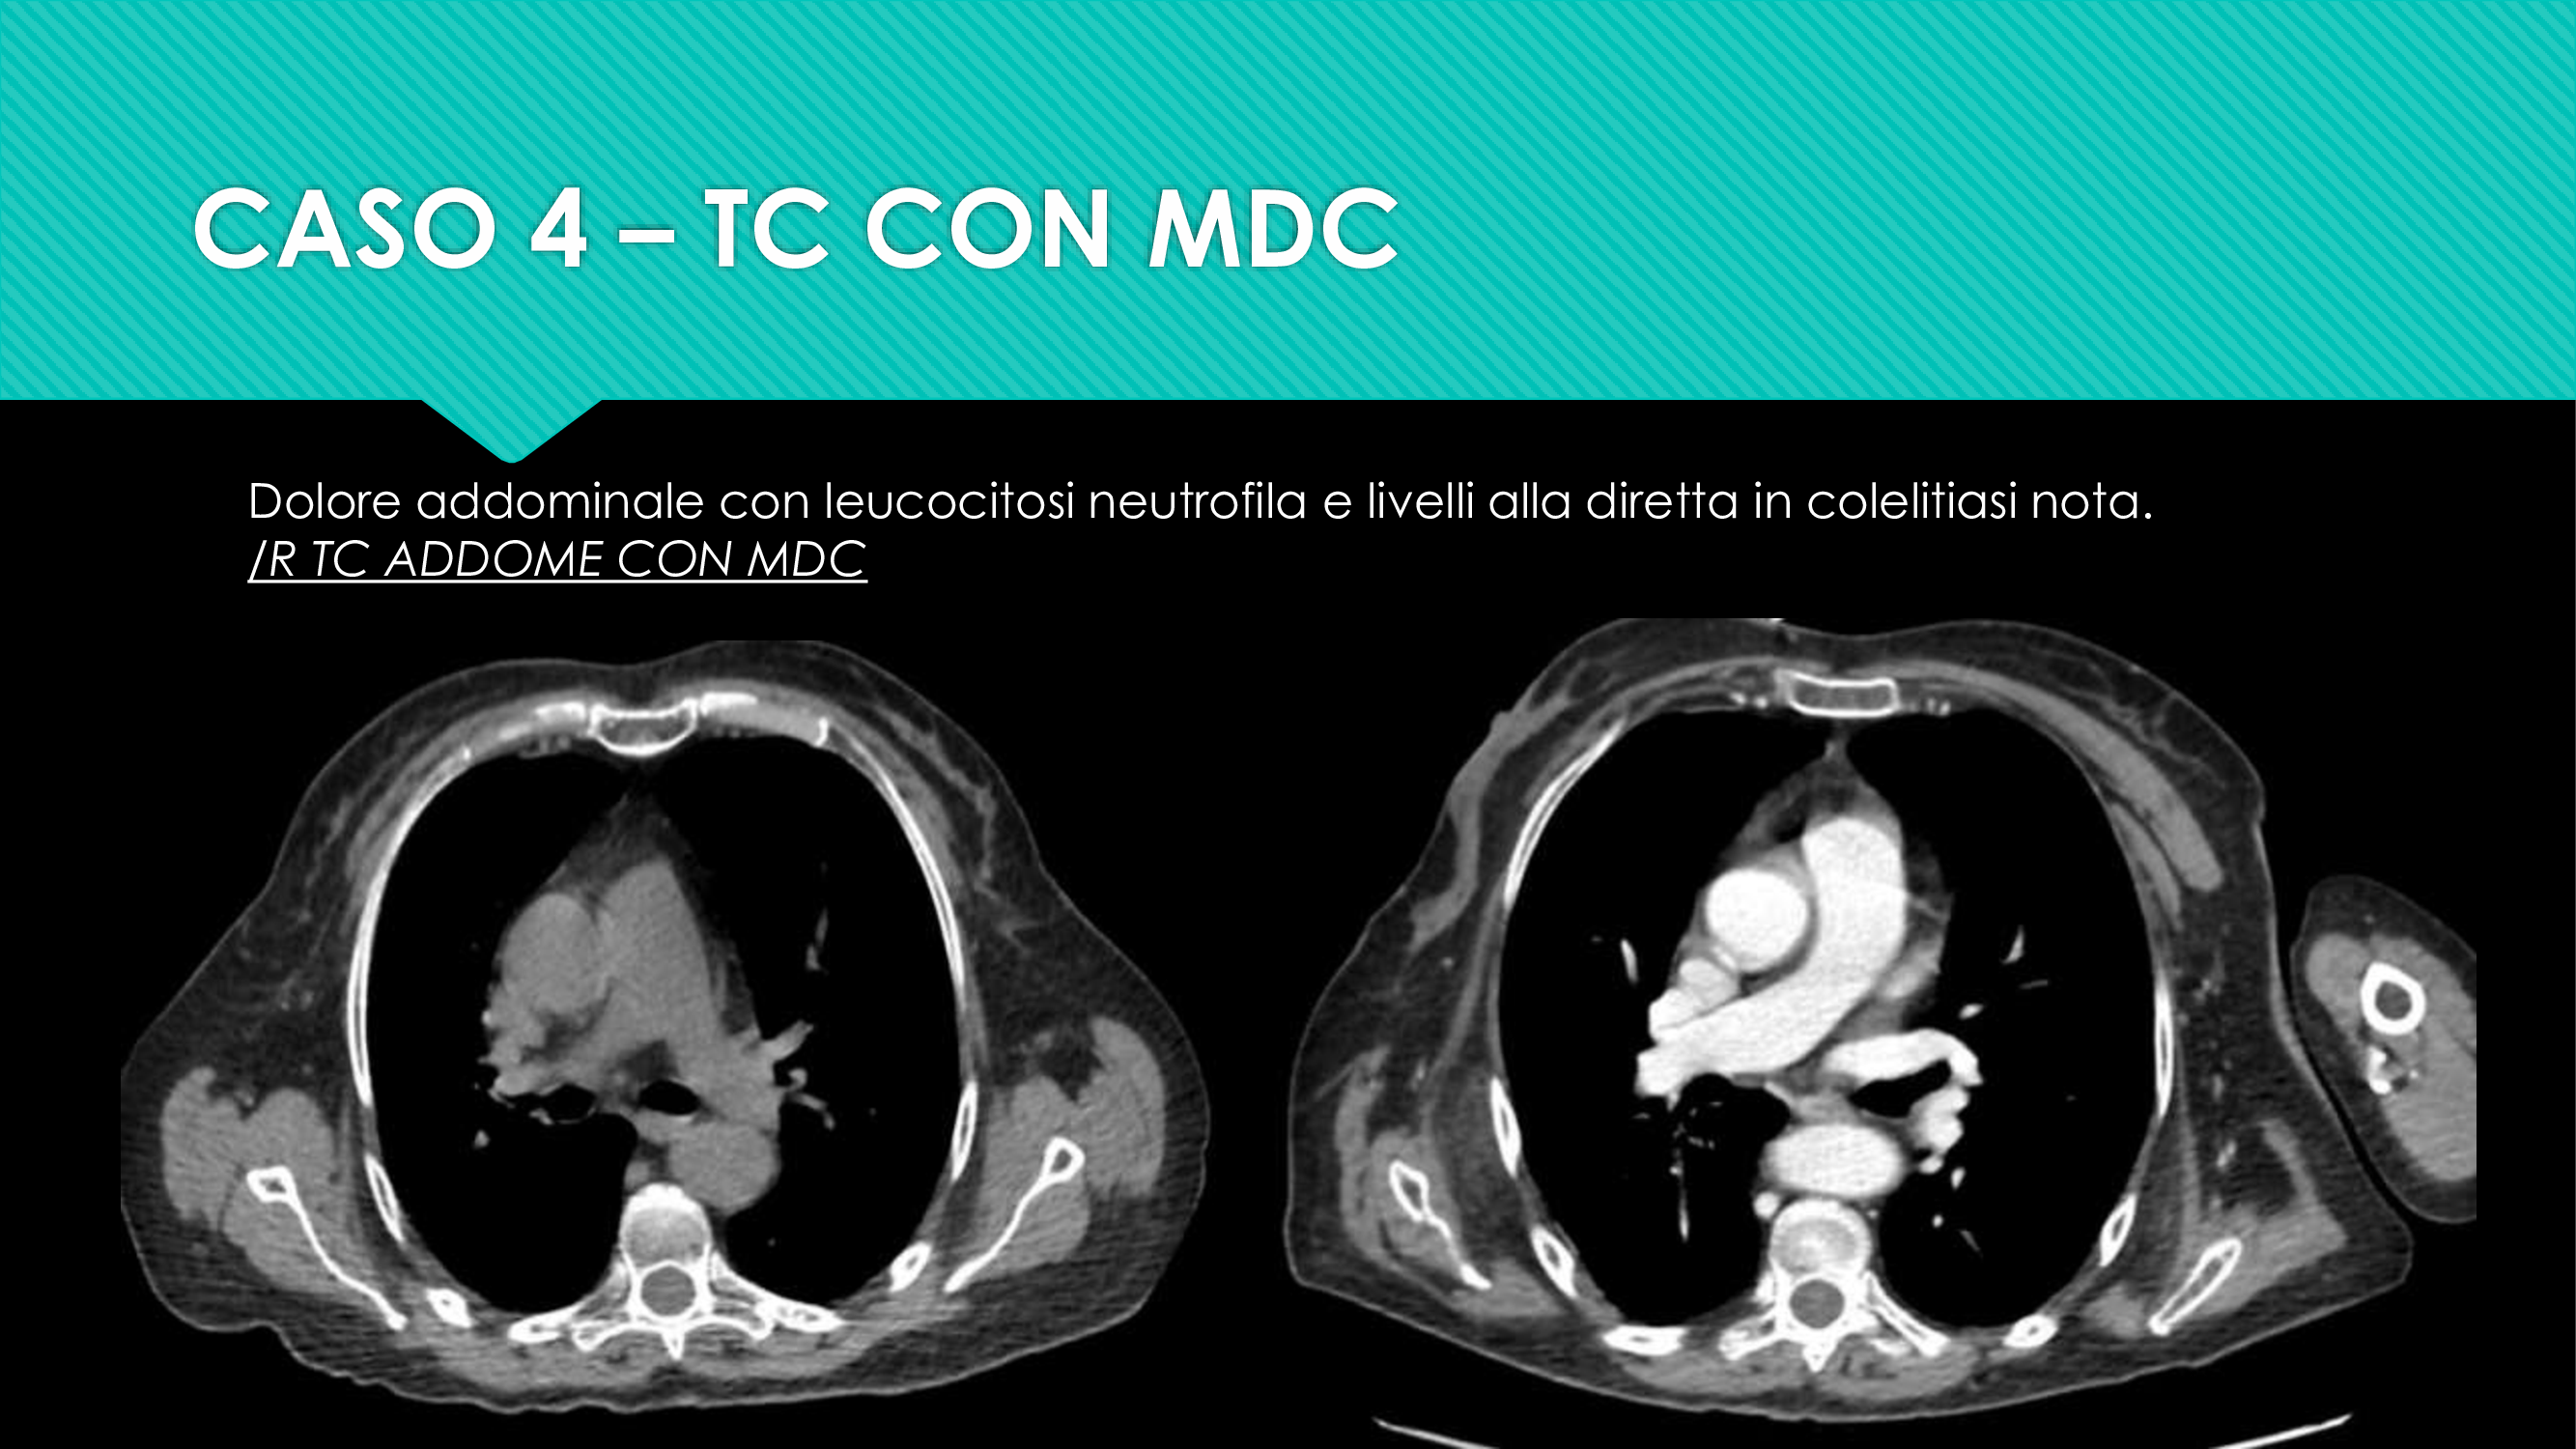 CASO 4 – TC CON MDC
Dolore addominale con leucocitosi neutrofila e livelli alla diretta in colelitiasi nota.
/R TC ADDOME CON MDC